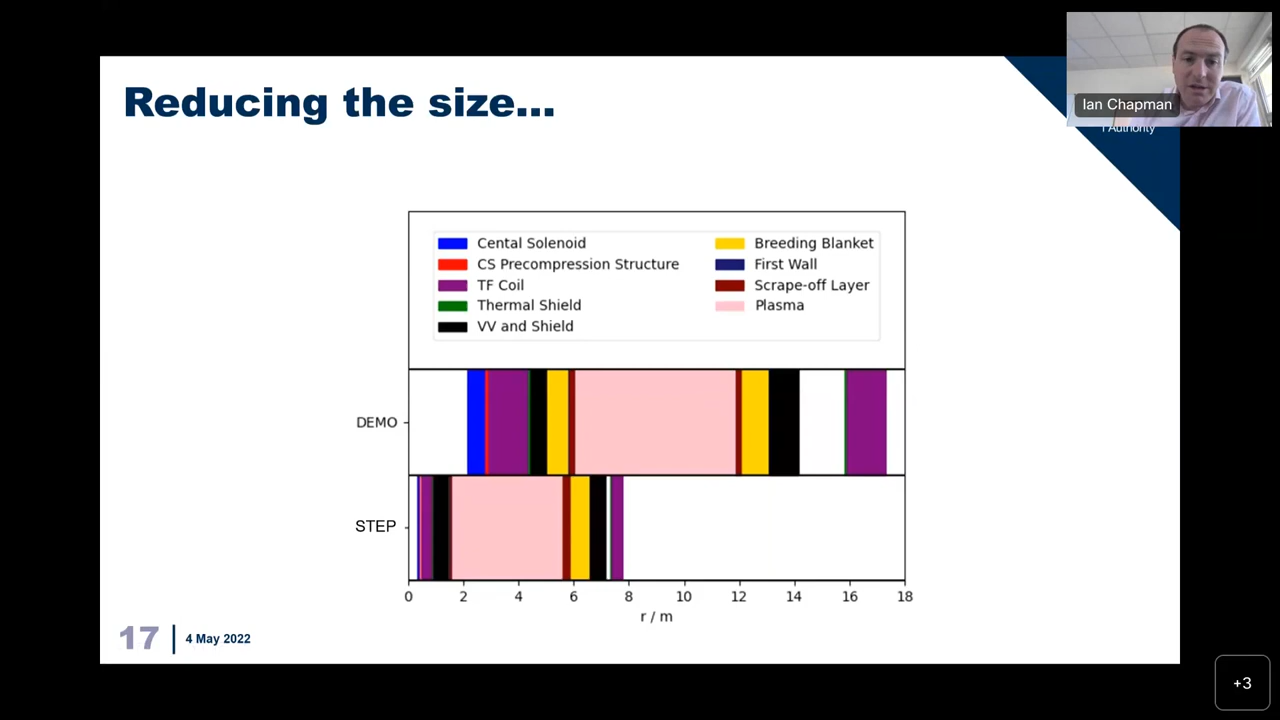 Reducing the size...
Ian Chapman
Authority
Cental Solenoid
CS Precompression Structure
TF Coil
Thermal Shield
VV and Shield
Breeding Blanket
First Wall
Scrape-off Layer
Plasma
DEMO
STEP
0 2 4 6 8 10 12 14 16 18
r / m
17
4 May 2022
+3